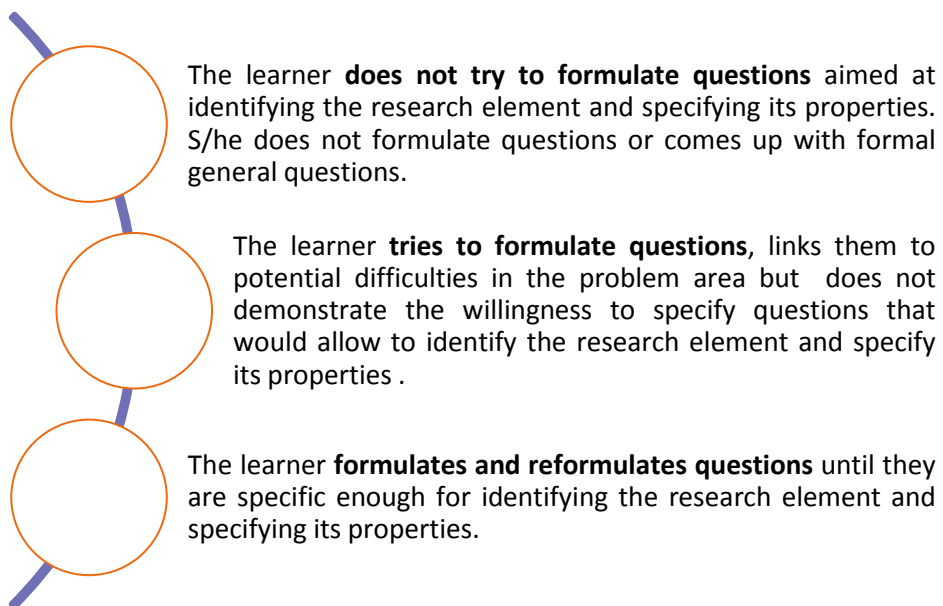 The learner does not try to formulate questions aimed at
identifying the research element and specifying its properties.
S/he does not formulate questions or comes up with formal
general questions.
The learner tries to formulate questions, links them to
potential difficulties in the problem area but does not
demonstrate the willingness to specify questions that
would allow to identify the research element and specify
its properties .
The learner formulates and reformulates questions until they
are specific enough for identifying the research element and
specifying its properties.